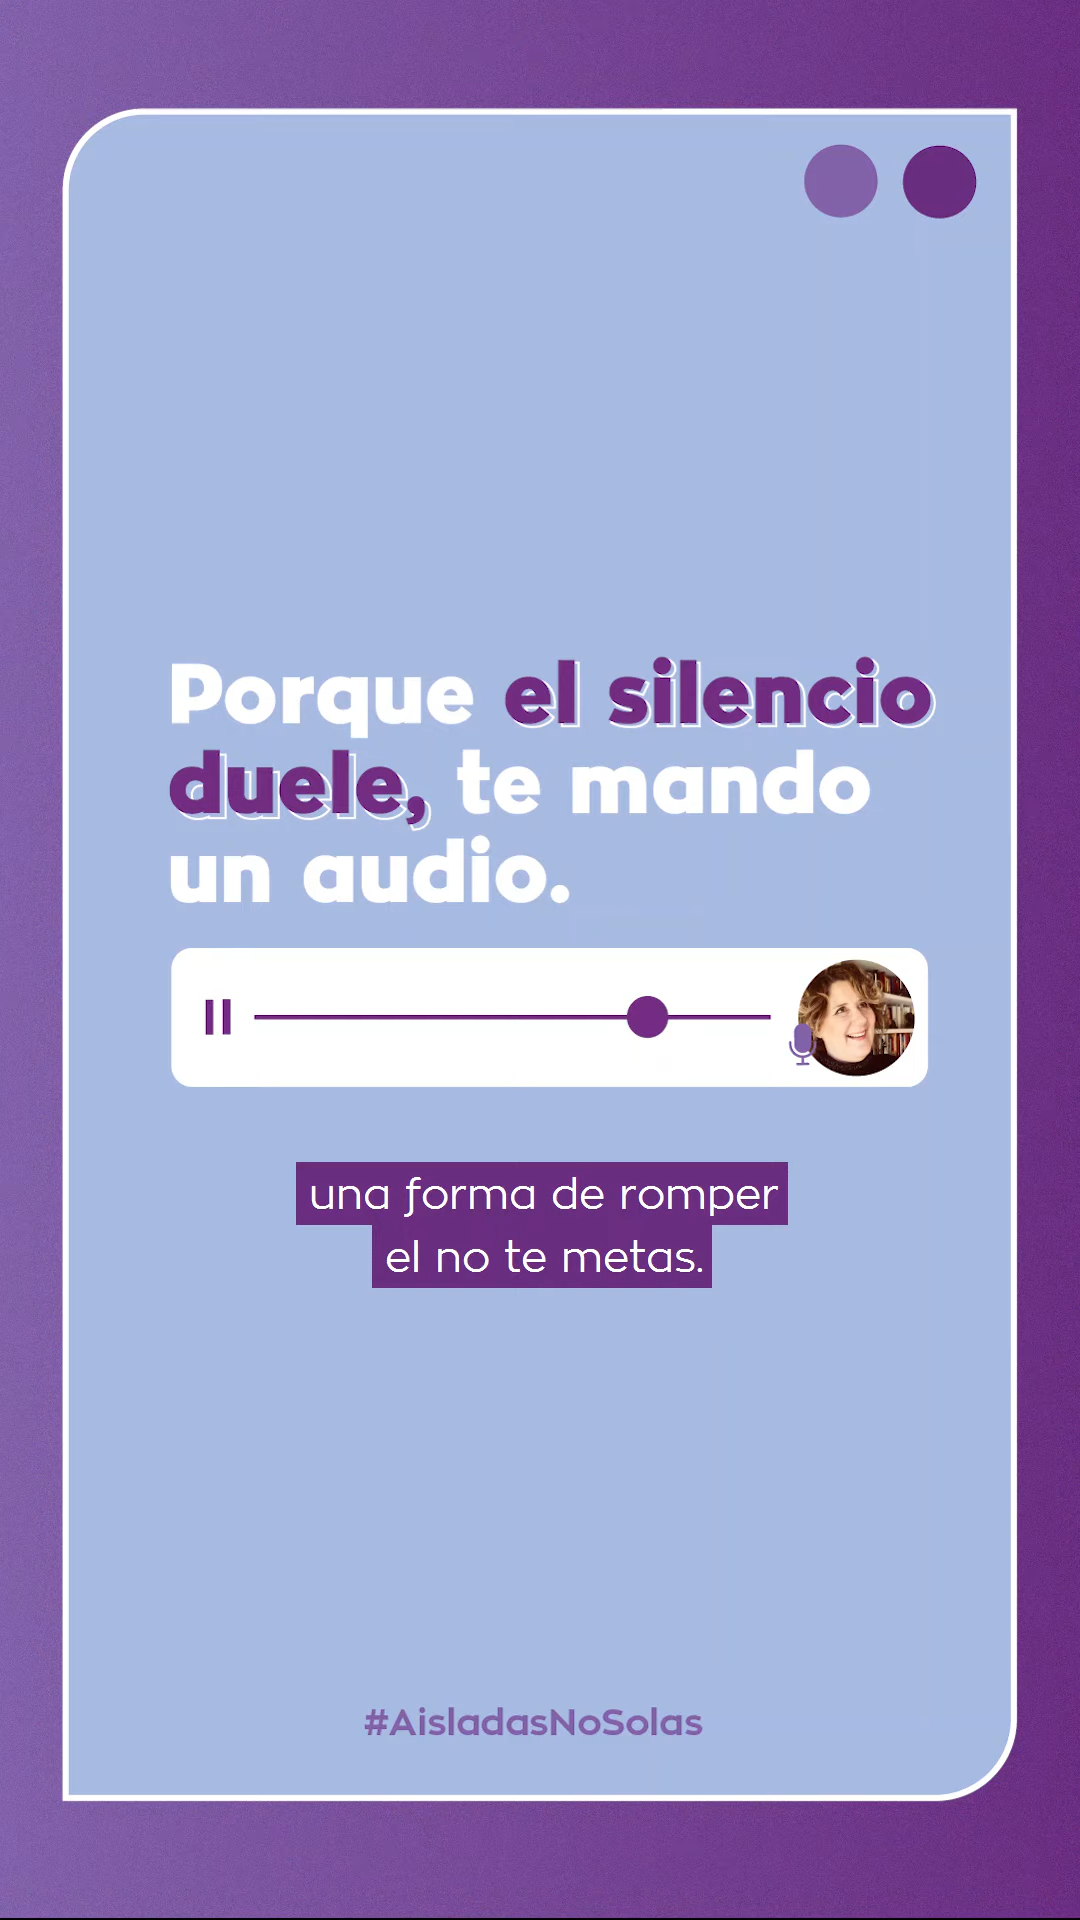 Porque el silencio
duele, te mando
un audio.
una forma de romper
el no te metas.
#AisladasNoSolas